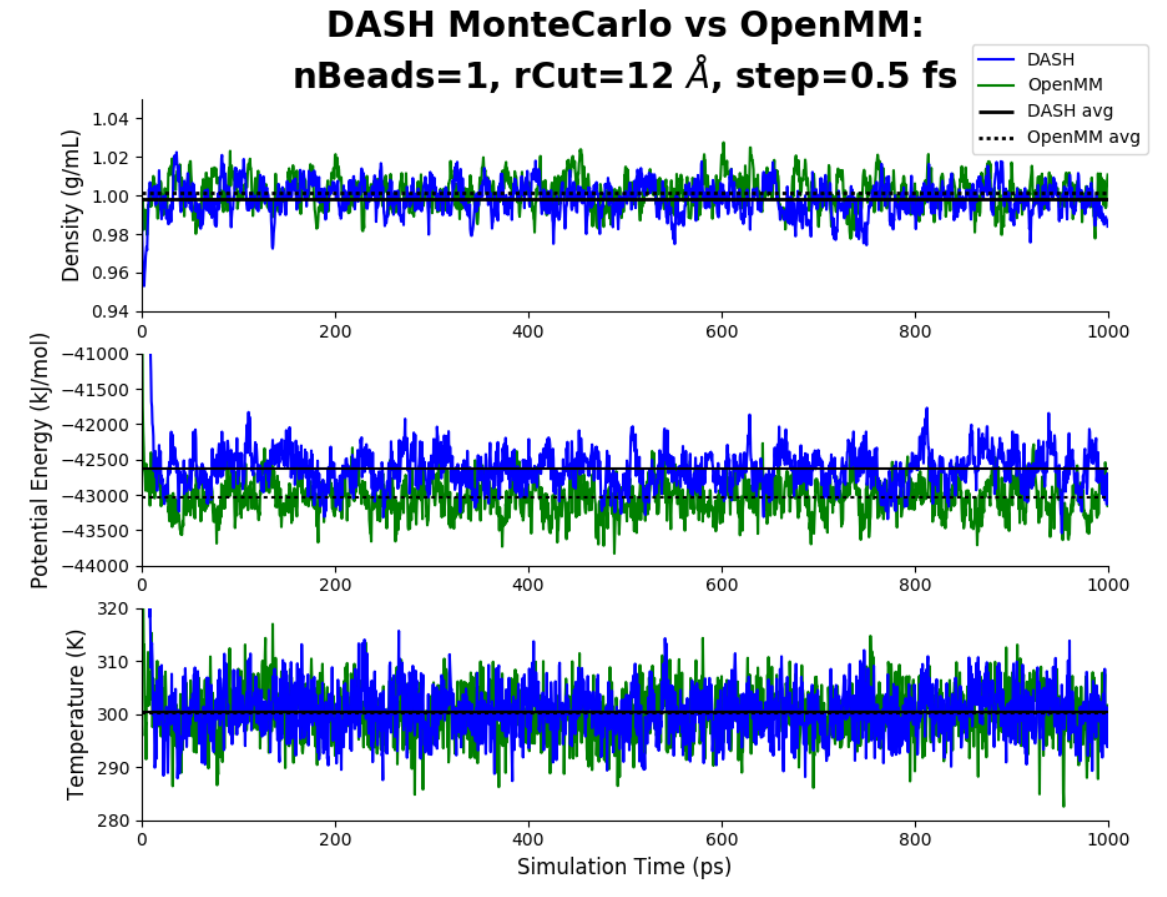 DASH MonteCarlo vs OpenMM:
nBeads=1, rCut=12 Å, step=0.5 fs
DASH
OpenMM
DASH avg
OpenMM avg
Density (g/mL)
1.04
1.02
1.00
0.98
0.96
0.94
0 200 400 600 800 1000
Potential Energy (kJ/mol)
−41000
−41500
−42000
−42500
−43000
−43500
−44000
0 200 400 600 800 1000
Temperature (K)
320
310
300
290
280
0 200 400 600 800 1000
Simulation Time (ps)